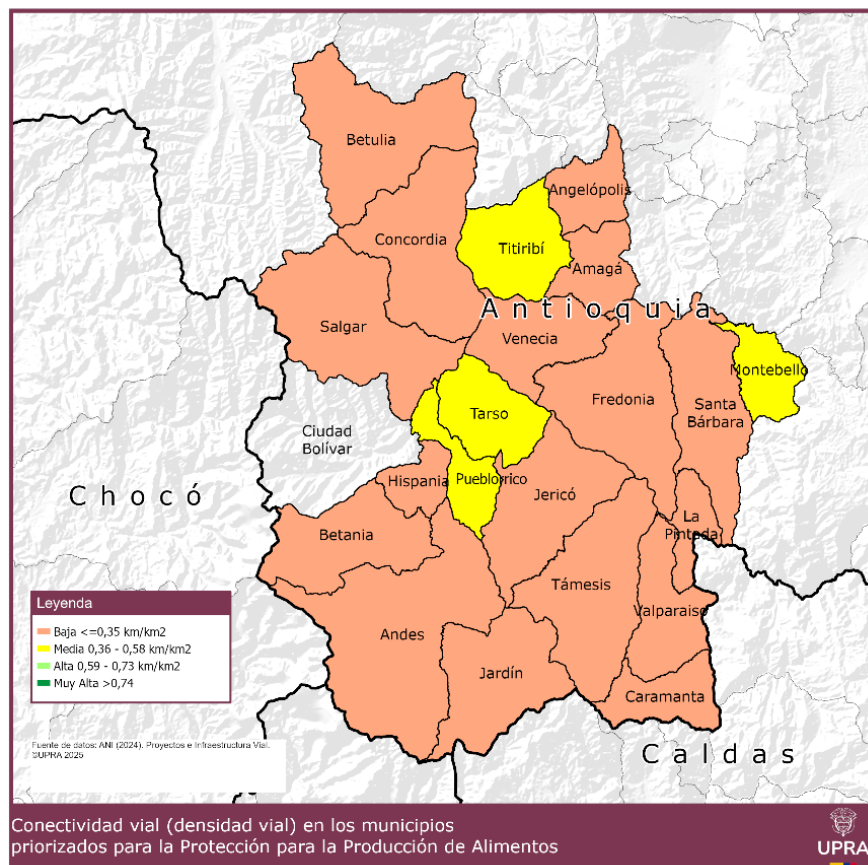 Betulia
Angelópolis
Concordia
Titiribí
Amagá
Antioquia
Salgar
Venecia
Montebello
Fredonia
Santa
Bárbara
Tarso
Ciudad
Bolívar
Chocó
Hispania
Pueblorrico
Jericó
La
Pintada
Betania
Támesis
Valparaiso
Andes
Jardín
Caramanta
Caldas
Leyenda
Baja <=0,35 km/km2
Media 0,36 - 0,58 km/km2
Alta 0,59 - 0,73 km/km2
Muy Alta >0,74
Fuente de datos: ANI (2024). Proyectos e Infraestructura Vial.
©UPRA 2025
Conectividad vial (densidad vial) en los municipios
priorizados para la Protección para la Producción de Alimentos
UPRA